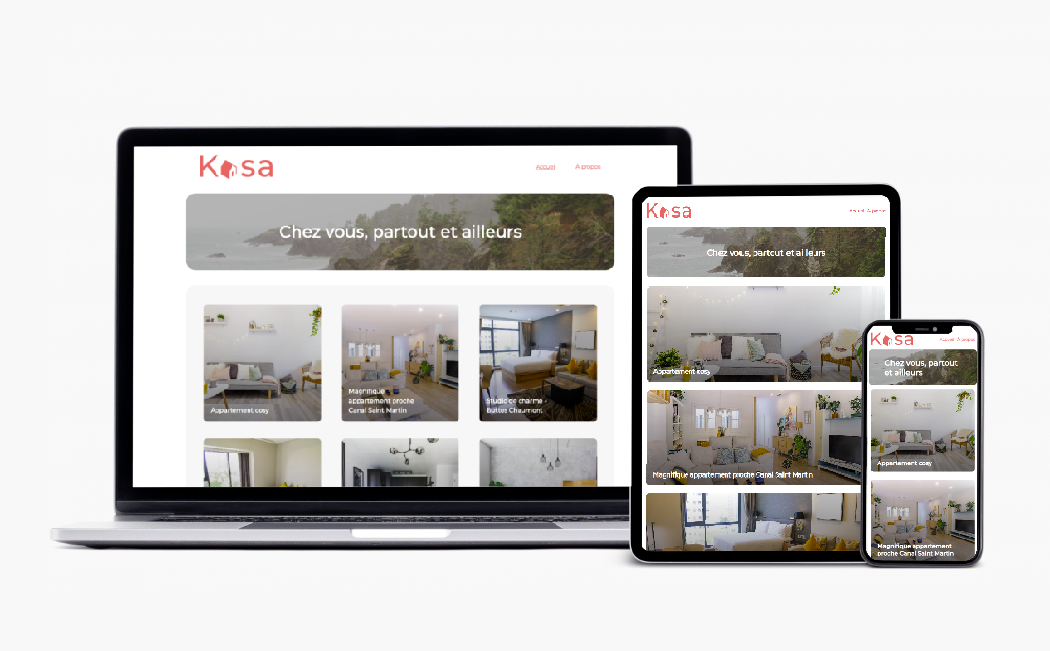 Kasa
Accueil À propos
Chez vous, partout et ailleurs
Appartement cosy
Magnifique
appartement proche
Canal Saint Martin
Studio de charme -
Buttes Chaumont
Kasa
Accueil À propos
Chez vous, partout et ailleurs
Appartement cosy
Magnifique appartement proche Canal Saint Martin
Kasa
Accueil À propos
Chez vous, partout
et ailleurs
Appartement cosy
Magnifique appartement
proche Canal Saint Martin